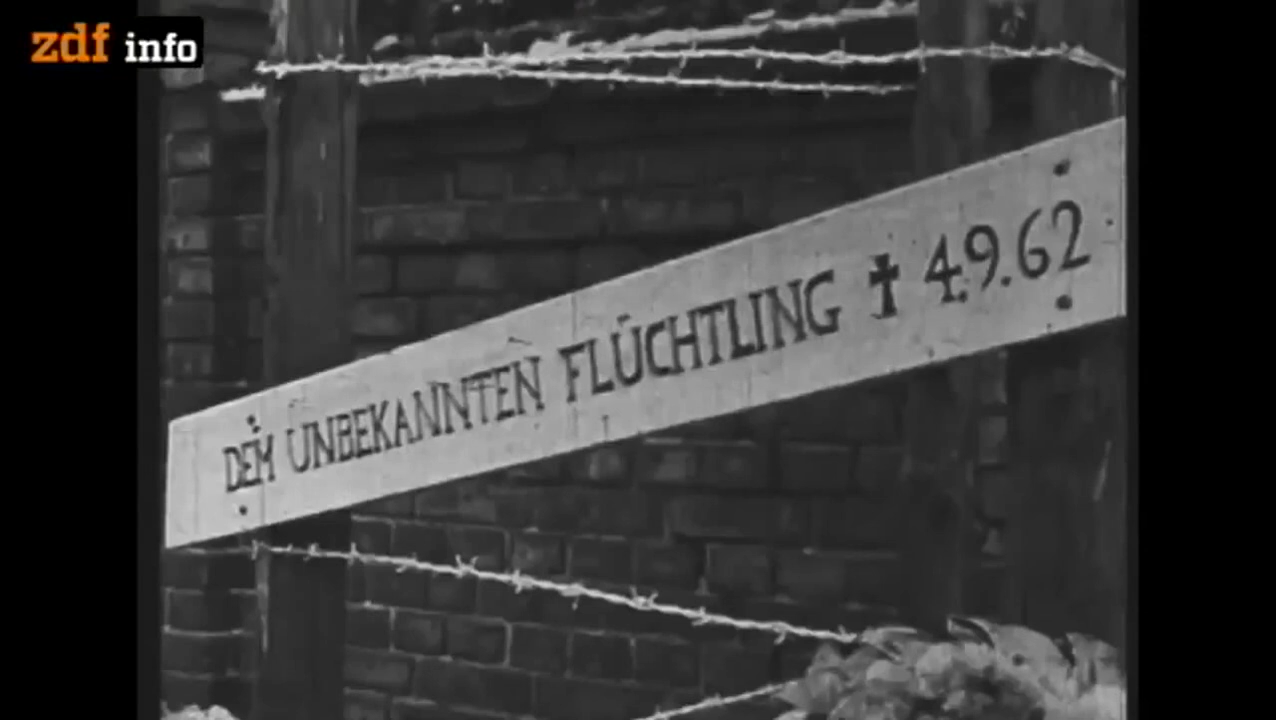 zdf info
DEM UNBEKANNTEN FLÜCHTLING ✝ 4.9.62